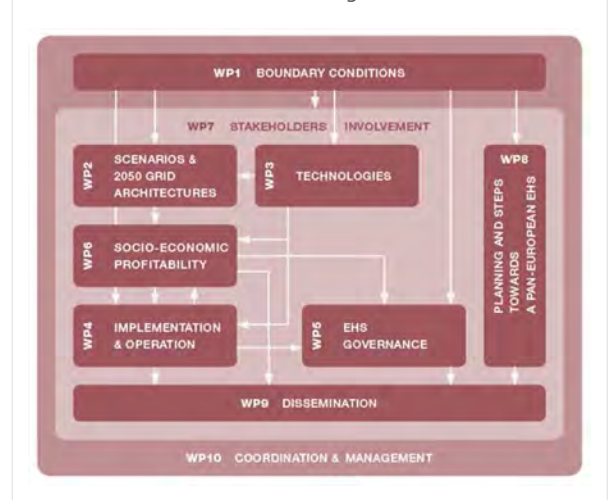 WP1 BOUNDARY CONDITIONS
WP7 STAKEHOLDERS INVOLVEMENT
WP2
SCENARIOS &
2050 GRID
ARCHITECTURES
WP3
TECHNOLOGIES
WP8
PLANNING AND STEPS
TOWARDS
A PAN-EUROPEAN EHS
WP6
SOCIO-ECONOMIC
PROFITABILITY
WP4
IMPLEMENTATION
& OPERATION
WP5
EHS
GOVERNANCE
WP9 DISSEMINATION
WP10 COORDINATION & MANAGEMENT